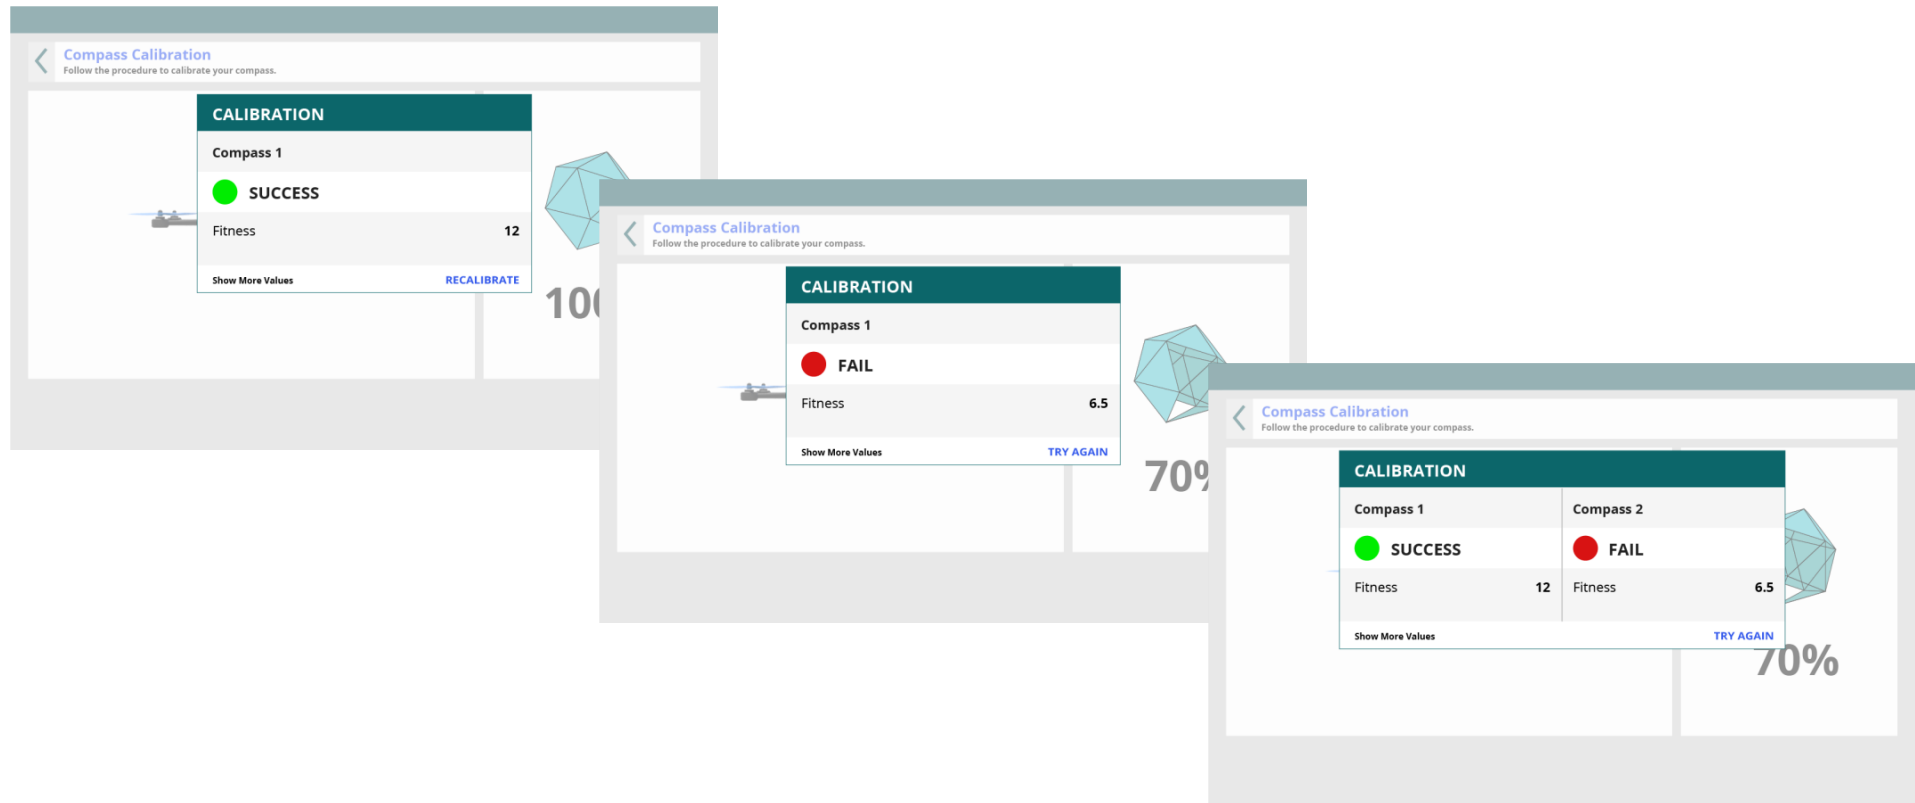 Compass Calibration
Follow the procedure to calibrate your compass.
CALIBRATION
Compass 1
SUCCESS
Fitness 12
Show More Values RECALIBRATE
100
Compass Calibration
Follow the procedure to calibrate your compass.
CALIBRATION
Compass 1
FAIL
Fitness 6.5
Show More Values TRY AGAIN
70%
Compass Calibration
Follow the procedure to calibrate your compass.
CALIBRATION
Compass 1 Compass 2
SUCCESS FAIL
Fitness 12 Fitness 6.5
Show More Values TRY AGAIN
70%